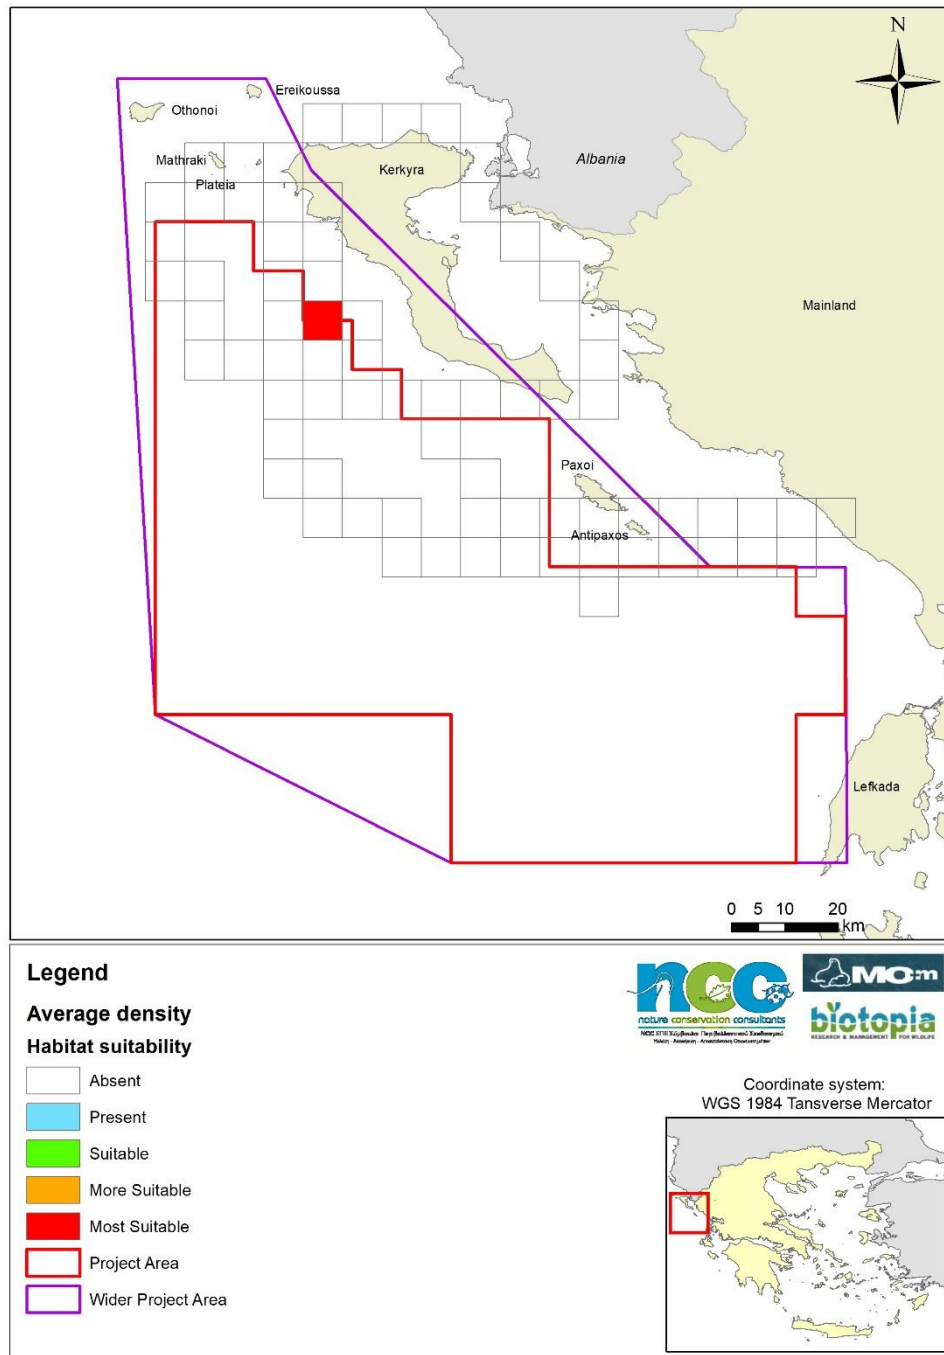 N
Ereikoussa
Othonoi
Albania
Mathraki
Kerkyra
Plateia
Mainland
Paxoi
Antipaxos
Lefkada
0 5 10 20
km
Legend
Average density
Habitat suitability
Absent
Present
Suitable
More Suitable
Most Suitable
Project Area
Wider Project Area
ncc
nature conservation consultants
MO:m
biotopia
RESEARCH & MANAGEMENT FOR WILDLIFE
Coordinate system:
WGS 1984 Tansverse Mercator